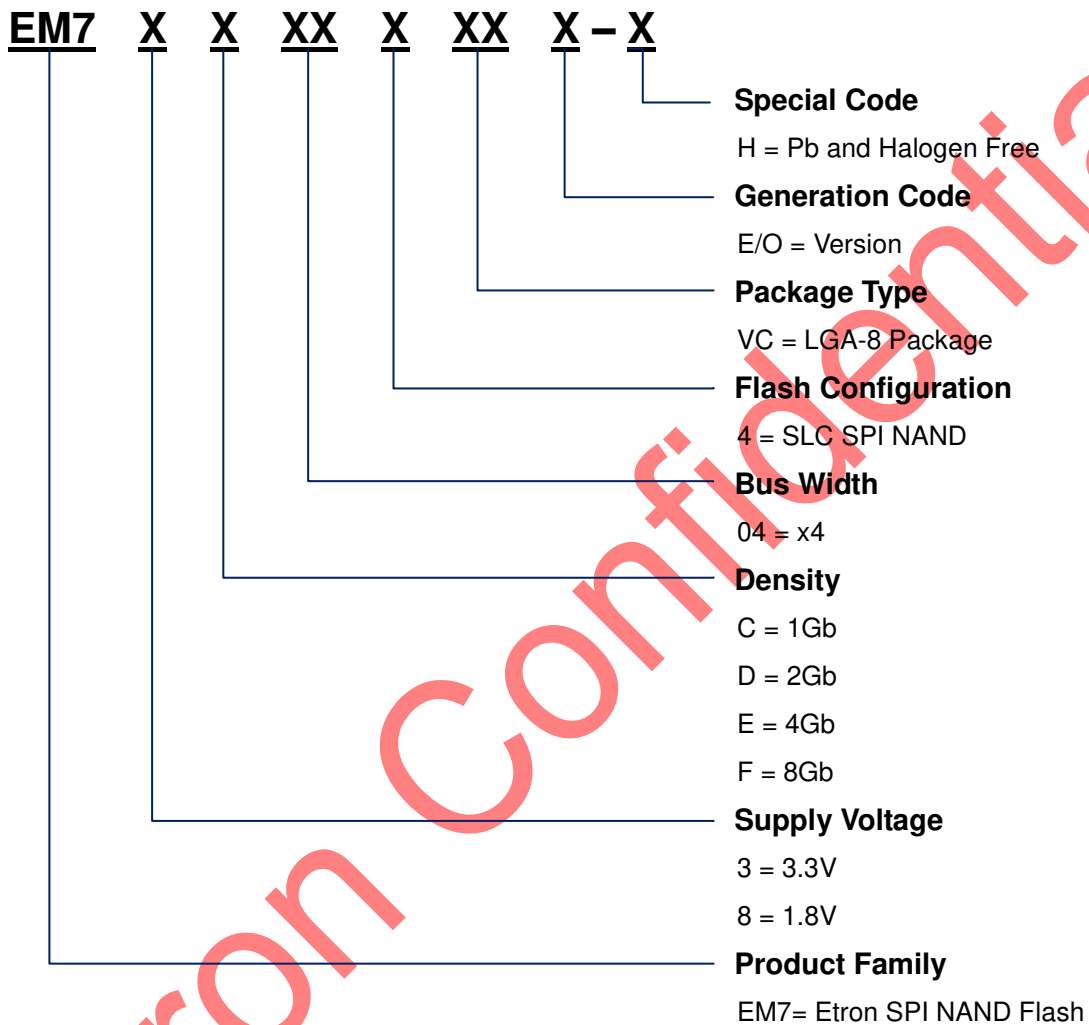 EM7 X X XX X XX X – X
Special Code
H = Pb and Halogen Free
Generation Code
E/O = Version
Package Type
VC = LGA-8 Package
Flash Configuration
4 = SLC SPI NAND
Bus Width
04 = x4
Density
C = 1Gb
D = 2Gb
E = 4Gb
F = 8Gb
Supply Voltage
3 = 3.3V
8 = 1.8V
Product Family
EM7= Etron SPI NAND Flash
ron Confidentia